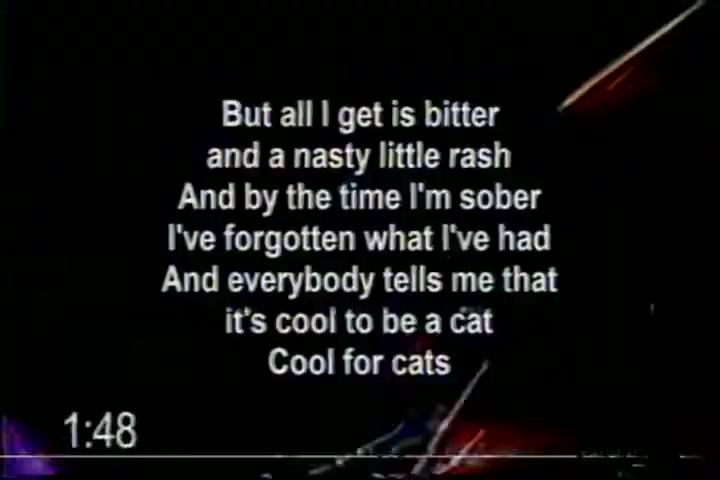 But all I get is bitter
and a nasty little rash
And by the time I'm sober
I've forgotten what I've had
And everybody tells me that
it's cool to be a cat
Cool for cats
1:48